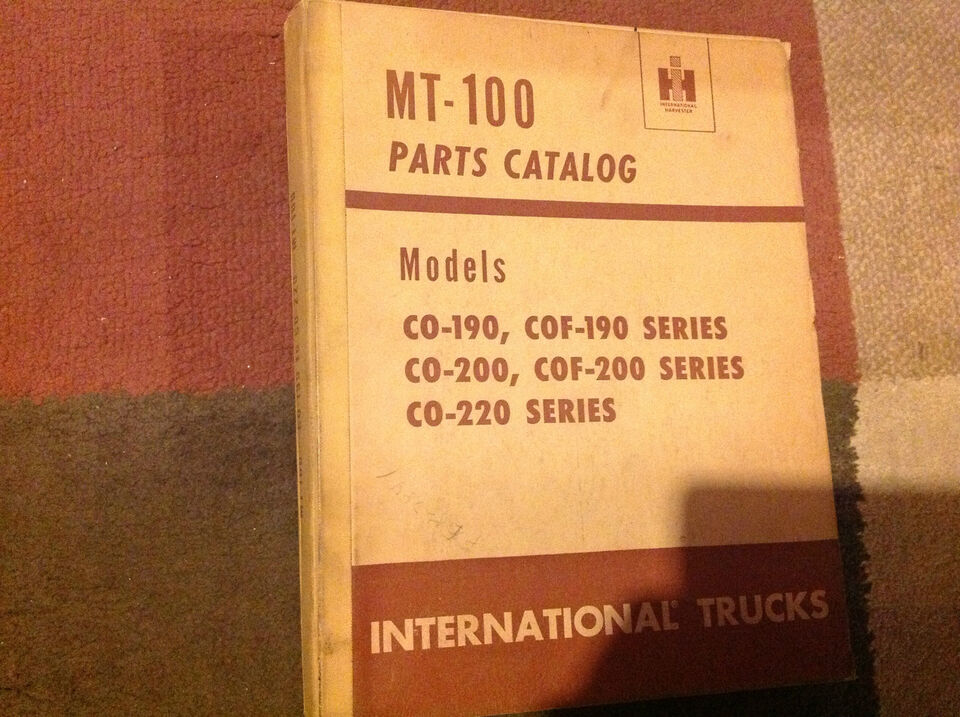 IH
INTERNATIONAL
HARVESTER
MT-100
PARTS CATALOG
Models
CO-190, COF-190 SERIES
CO-200, COF-200 SERIES
CO-220 SERIES
INTERNATIONAL® TRUCKS